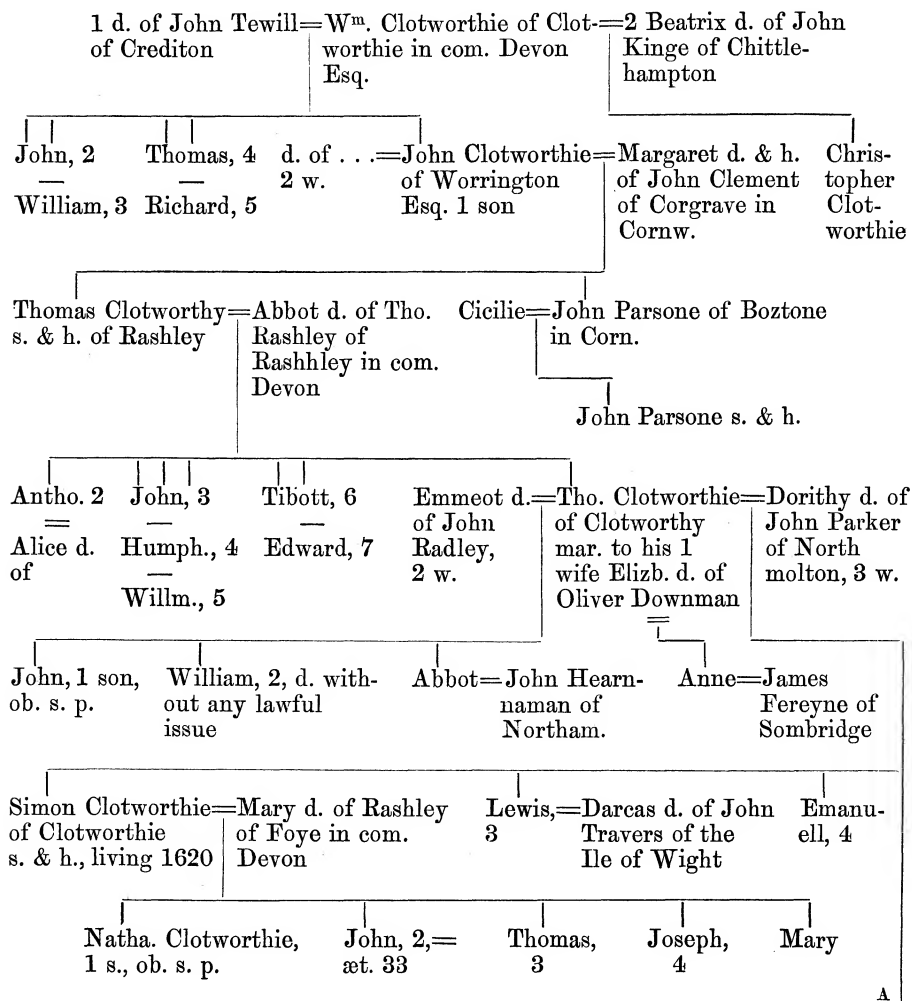 1 d. of John Tewill=Wm. Clotworthie of Clot-=2 Beatrix d. of John
of Crediton worthie in com. Devon Kinge of Chittle-
Esq. hampton
John, 2 Thomas, 4 d. of . . .=John Clotworthie=Margaret d. & h. Chris-
— — 2 w. of Worrington of John Clement topher
William, 3 Richard, 5 Esq. 1 son of Corgrave in Clot-
Cornw. worthie
Thomas Clotworthy=Abbot d. of Tho. Cicilie=John Parsone of Boztone
s. & h. of Rashley Rashley of in Corn.
Rashhley in com.
Devon
John Parsone s. & h.
Antho. 2 John, 3 Tibott, 6 Emmeot d.=Tho. Clotworthie=Dorithy d. of
= — — of John of Clotworthy John Parker
Alice d. Humph., 4 Edward, 7 Radley, mar. to his 1 of North
of — 2 w. wife Elizb. d. of molton, 3 w.
Willm., 5 Oliver Downman
=
John, 1 son, William, 2, d. with- Abbot=John Hearn- Anne=James
ob. s. p. out any lawful naman of Fereyne of
issue Northam. Sombridge
Simon Clotworthie=Mary d. of Rashley Lewis,=Darcas d. of John Emanu-
of Clotworthie of Foye in com. 3 Travers of the ell, 4
s. & h., living 1620 Devon Ile of Wight
Natha. Clotworthie, John, 2,= Thomas, Joseph, Mary
1 s., ob. s. p. æt. 33 3 4
A